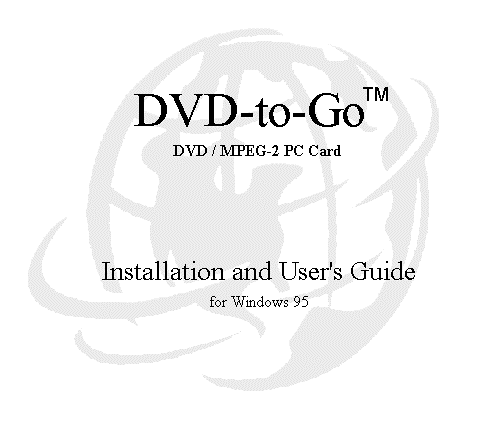 DVD-to-Go™
DVD / MPEG-2 PC Card
Installation and User's Guide
for Windows 95